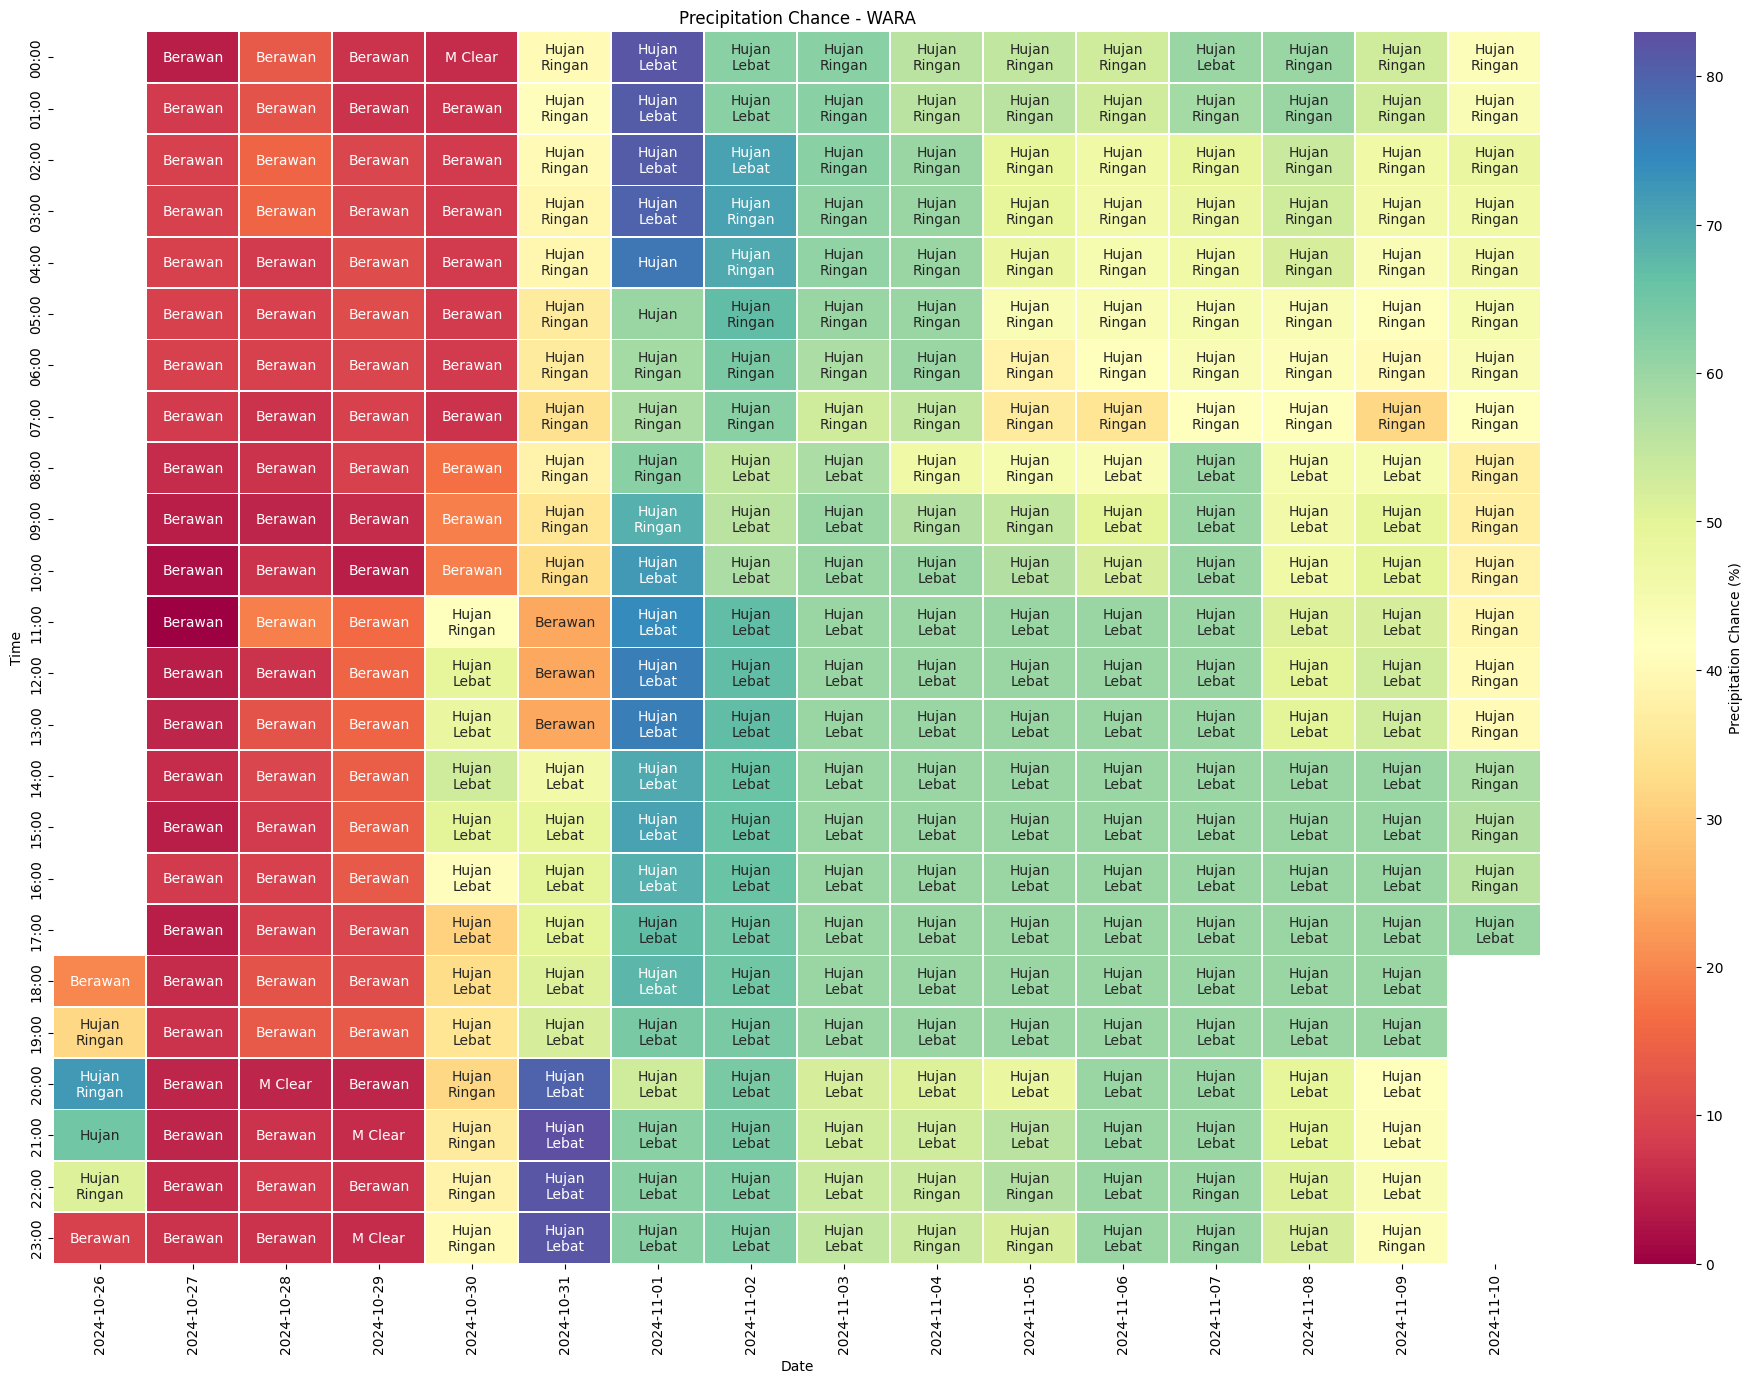 Precipitation Chance - WARA
00:00 Berawan Berawan Berawan M Clear Hujan Ringan Hujan Lebat Hujan Lebat Hujan Ringan Hujan Ringan Hujan Ringan Hujan Ringan Hujan Lebat Hujan Ringan Hujan Ringan Hujan Ringan
01:00 Berawan Berawan Berawan Berawan Hujan Ringan Hujan Lebat Hujan Lebat Hujan Ringan Hujan Ringan Hujan Ringan Hujan Ringan Hujan Ringan Hujan Ringan Hujan Ringan Hujan Ringan
02:00 Berawan Berawan Berawan Berawan Hujan Ringan Hujan Lebat Hujan Lebat Hujan Ringan Hujan Ringan Hujan Ringan Hujan Ringan Hujan Ringan Hujan Ringan Hujan Ringan Hujan Ringan
03:00 Berawan Berawan Berawan Berawan Hujan Ringan Hujan Lebat Hujan Ringan Hujan Ringan Hujan Ringan Hujan Ringan Hujan Ringan Hujan Ringan Hujan Ringan Hujan Ringan Hujan Ringan
04:00 Berawan Berawan Berawan Berawan Hujan Ringan Hujan Hujan Ringan Hujan Ringan Hujan Ringan Hujan Ringan Hujan Ringan Hujan Ringan Hujan Ringan Hujan Ringan Hujan Ringan
05:00 Berawan Berawan Berawan Berawan Hujan Ringan Hujan Hujan Ringan Hujan Ringan Hujan Ringan Hujan Ringan Hujan Ringan Hujan Ringan Hujan Ringan Hujan Ringan Hujan Ringan
06:00 Berawan Berawan Berawan Berawan Hujan Ringan Hujan Ringan Hujan Ringan Hujan Ringan Hujan Ringan Hujan Ringan Hujan Ringan Hujan Ringan Hujan Ringan Hujan Ringan Hujan Ringan
07:00 Berawan Berawan Berawan Berawan Hujan Ringan Hujan Ringan Hujan Ringan Hujan Ringan Hujan Ringan Hujan Ringan Hujan Ringan Hujan Ringan Hujan Ringan Hujan Ringan Hujan Ringan
08:00 Berawan Berawan Berawan Berawan Hujan Ringan Hujan Ringan Hujan Lebat Hujan Lebat Hujan Ringan Hujan Ringan Hujan Lebat Hujan Lebat Hujan Lebat Hujan Lebat Hujan Ringan
09:00 Berawan Berawan Berawan Berawan Hujan Ringan Hujan Ringan Hujan Lebat Hujan Lebat Hujan Ringan Hujan Ringan Hujan Lebat Hujan Lebat Hujan Lebat Hujan Lebat Hujan Ringan
10:00 Berawan Berawan Berawan Berawan Hujan Ringan Hujan Lebat Hujan Lebat Hujan Lebat Hujan Lebat Hujan Lebat Hujan Lebat Hujan Lebat Hujan Lebat Hujan Lebat Hujan Ringan
11:00 Berawan Berawan Berawan Hujan Ringan Berawan Hujan Lebat Hujan Lebat Hujan Lebat Hujan Lebat Hujan Lebat Hujan Lebat Hujan Lebat Hujan Lebat Hujan Lebat Hujan Ringan
12:00 Berawan Berawan Berawan Hujan Lebat Berawan Hujan Lebat Hujan Lebat Hujan Lebat Hujan Lebat Hujan Lebat Hujan Lebat Hujan Lebat Hujan Lebat Hujan Lebat Hujan Ringan
13:00 Berawan Berawan Berawan Hujan Lebat Berawan Hujan Lebat Hujan Lebat Hujan Lebat Hujan Lebat Hujan Lebat Hujan Lebat Hujan Lebat Hujan Lebat Hujan Lebat Hujan Ringan
14:00 Berawan Berawan Berawan Hujan Lebat Hujan Lebat Hujan Lebat Hujan Lebat Hujan Lebat Hujan Lebat Hujan Lebat Hujan Lebat Hujan Lebat Hujan Lebat Hujan Lebat Hujan Ringan
15:00 Berawan Berawan Berawan Hujan Lebat Hujan Lebat Hujan Lebat Hujan Lebat Hujan Lebat Hujan Lebat Hujan Lebat Hujan Lebat Hujan Lebat Hujan Lebat Hujan Lebat Hujan Ringan
16:00 Berawan Berawan Berawan Hujan Lebat Hujan Lebat Hujan Lebat Hujan Lebat Hujan Lebat Hujan Lebat Hujan Lebat Hujan Lebat Hujan Lebat Hujan Lebat Hujan Lebat Hujan Ringan
17:00 Berawan Berawan Berawan Hujan Lebat Hujan Lebat Hujan Lebat Hujan Lebat Hujan Lebat Hujan Lebat Hujan Lebat Hujan Lebat Hujan Lebat Hujan Lebat Hujan Lebat Hujan Lebat
18:00 Berawan Berawan Berawan Berawan Hujan Lebat Hujan Lebat Hujan Lebat Hujan Lebat Hujan Lebat Hujan Lebat Hujan Lebat Hujan Lebat Hujan Lebat Hujan Lebat Hujan Lebat
19:00 Hujan Ringan Berawan Berawan Berawan Hujan Lebat Hujan Lebat Hujan Lebat Hujan Lebat Hujan Lebat Hujan Lebat Hujan Lebat Hujan Lebat Hujan Lebat Hujan Lebat Hujan Lebat
20:00 Hujan Ringan Berawan M Clear Berawan Hujan Ringan Hujan Lebat Hujan Lebat Hujan Lebat Hujan Lebat Hujan Lebat Hujan Lebat Hujan Lebat Hujan Lebat Hujan Lebat Hujan Lebat
21:00 Hujan Berawan Berawan M Clear Hujan Ringan Hujan Lebat Hujan Lebat Hujan Lebat Hujan Lebat Hujan Lebat Hujan Lebat Hujan Lebat Hujan Lebat Hujan Lebat Hujan Lebat
22:00 Hujan Ringan Berawan Berawan Berawan Hujan Ringan Hujan Lebat Hujan Lebat Hujan Lebat Hujan Lebat Hujan Ringan Hujan Ringan Hujan Lebat Hujan Ringan Hujan Lebat Hujan Lebat
23:00 Berawan Berawan Berawan M Clear Hujan Ringan Hujan Lebat Hujan Lebat Hujan Lebat Hujan Lebat Hujan Ringan Hujan Ringan Hujan Lebat Hujan Lebat Hujan Lebat Hujan Ringan
Time
2024-10-26 2024-10-27 2024-10-28 2024-10-29 2024-10-30 2024-10-31 2024-11-01 2024-11-02 2024-11-03 2024-11-04 2024-11-05 2024-11-06 2024-11-07 2024-11-08 2024-11-09 2024-11-10
Date
80
70
60
50
40
30
20
10
0
Precipitation Chance (%)